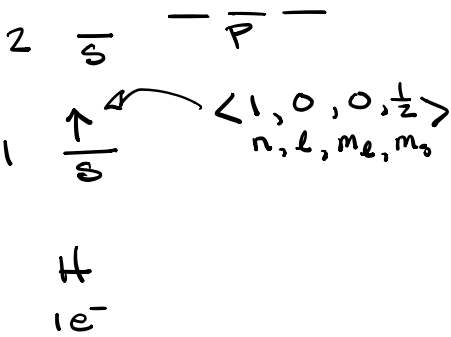 2 s p
1 ↑ s <1, 0, 0, 1/2>
n, l, mₗ, mₛ
H
1e⁻